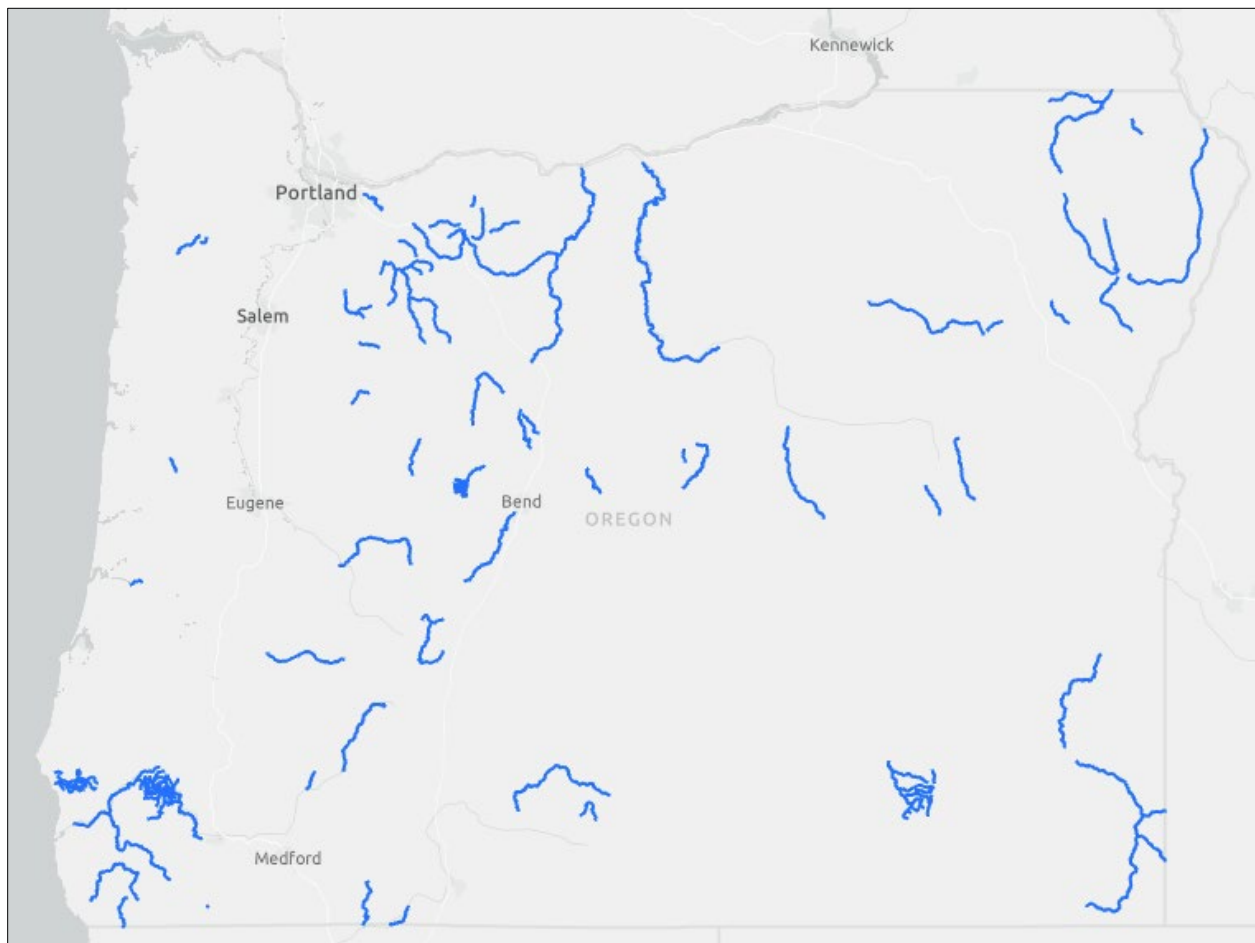 Kennewick
Portland
Salem
Eugene
Bend
OREGON
Medford